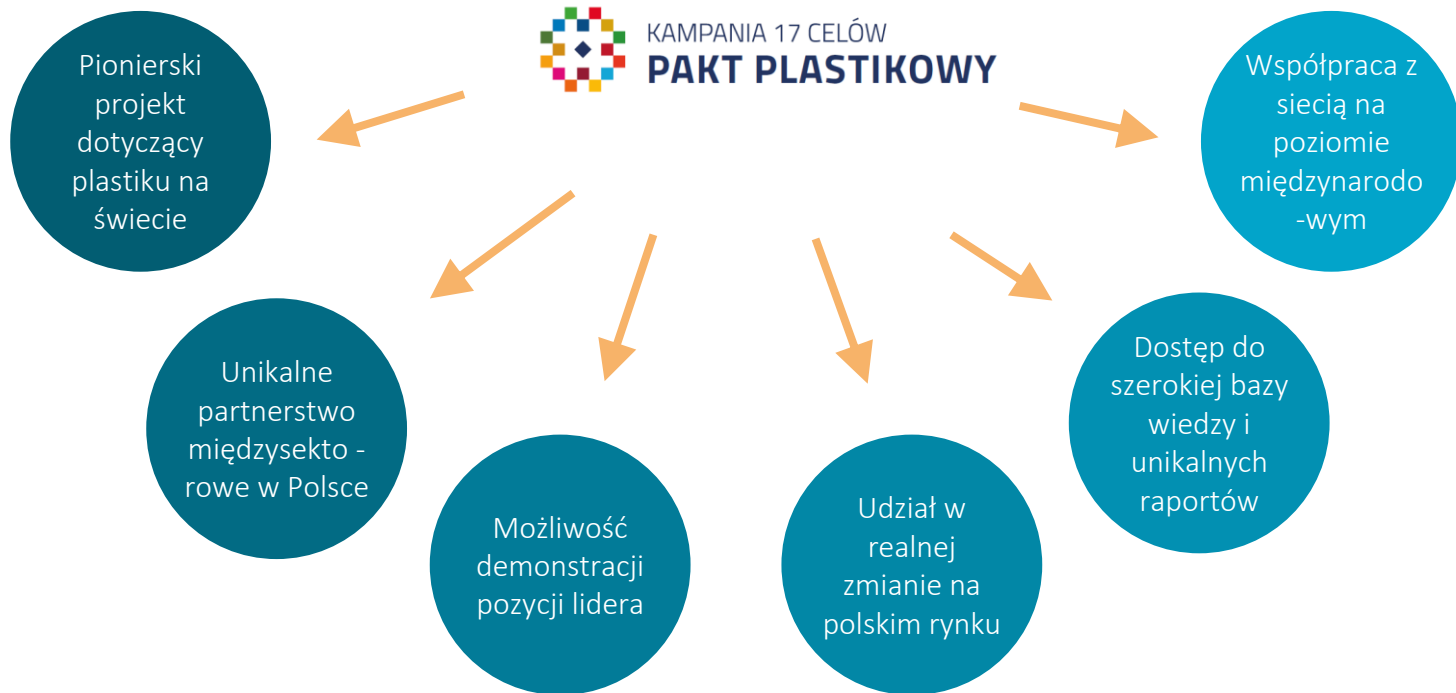 KAMPANIA 17 CELÓW
PAKT PLASTIKOWY
Pionierski
projekt
dotyczący
plastiku na
świecie
Unikalne
partnerstwo
międzysekto -
rowe w Polsce
Możliwość
demonstracji
pozycji lidera
Udział w
realnej
zmianie na
polskim rynku
Dostęp do
szerokiej bazy
wiedzy i
unikalnych
raportów
Współpraca z
siecią na
poziomie
międzynarodo
-wym